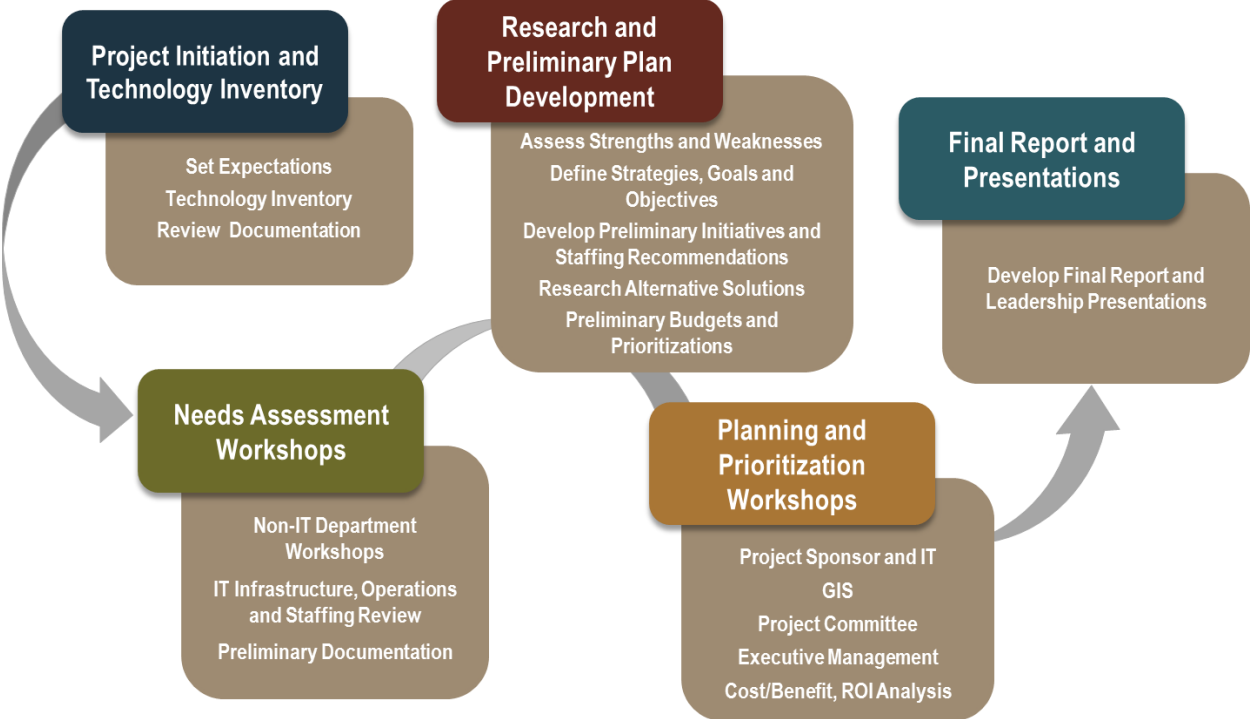 Project Initiation and
Technology Inventory
Set Expectations
Technology Inventory
Review Documentation
Needs Assessment
Workshops
Non-IT Department
Workshops
IT Infrastructure, Operations
and Staffing Review
Preliminary Documentation
Research and
Preliminary Plan
Development
Assess Strengths and Weaknesses
Define Strategies, Goals and
Objectives
Develop Preliminary Initiatives and
Staffing Recommendations
Research Alternative Solutions
Preliminary Budgets and
Prioritizations
Planning and
Prioritization
Workshops
Project Sponsor and IT
GIS
Project Committee
Executive Management
Cost/Benefit, ROI Analysis
Final Report and
Presentations
Develop Final Report and
Leadership Presentations